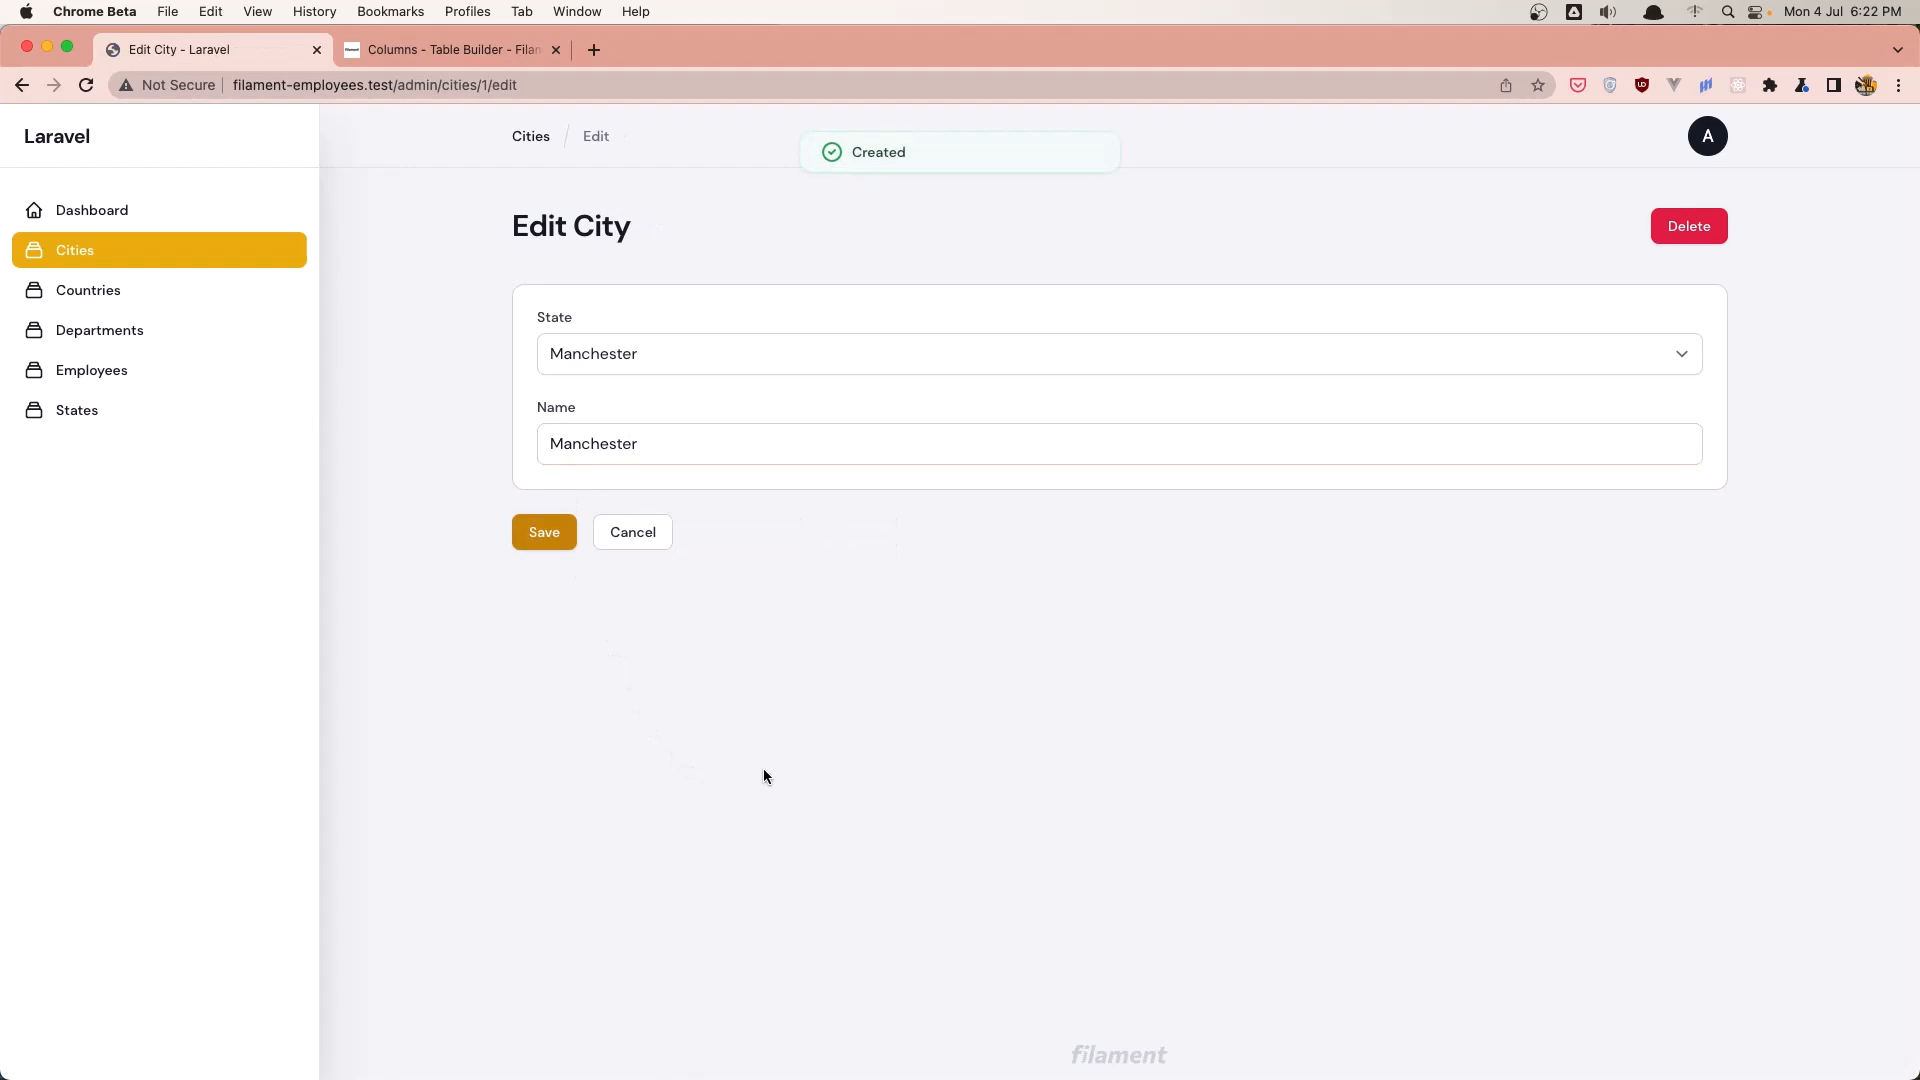 Chrome Beta File Edit View History Bookmarks Profiles Tab Window Help Mon 4 Jul 6:22 PM
Edit City - Laravel Columns - Table Builder - Filam
Not Secure filament-employees.test/admin/cities/1/edit
Laravel
Cities Edit
Created
A
Dashboard
Cities
Countries
Departments
Employees
States
Edit City
Delete
State
Manchester
Name
Manchester
Save Cancel
filament